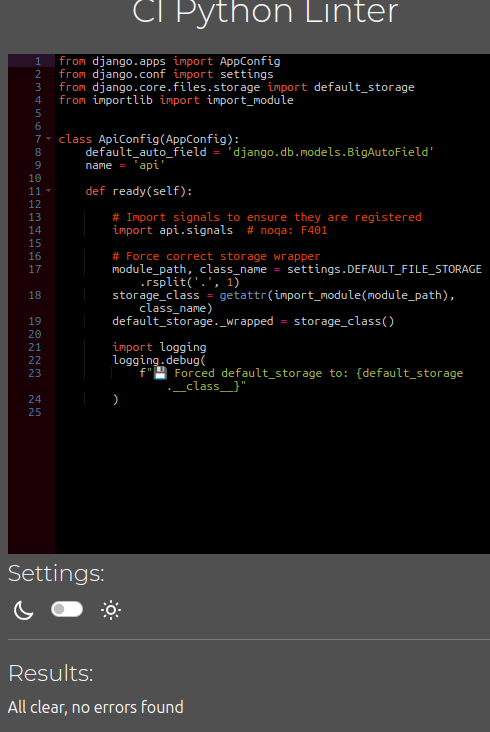 CI Python Linter
1 from django.apps import AppConfig
2 from django.conf import settings
3 from django.core.files.storage import default_storage
4 from importlib import import_module
5
6
7 class ApiConfig(AppConfig):
8     default_auto_field = 'django.db.models.BigAutoField'
9     name = 'api'
10
11     def ready(self):
12
13         # Import signals to ensure they are registered
14         import api.signals  # noqa: F401
15
16         # Force correct storage wrapper
17         module_path, class_name = settings.DEFAULT_FILE_STORAGE
            .rsplit('.', 1)
18         storage_class = getattr(import_module(module_path),
            class_name)
19         default_storage._wrapped = storage_class()
20
21         import logging
22         logging.debug(
23             f"💾 Forced default_storage to: {default_storage
                .__class__}"
24         )
25
Settings:
Results:
All clear, no errors found